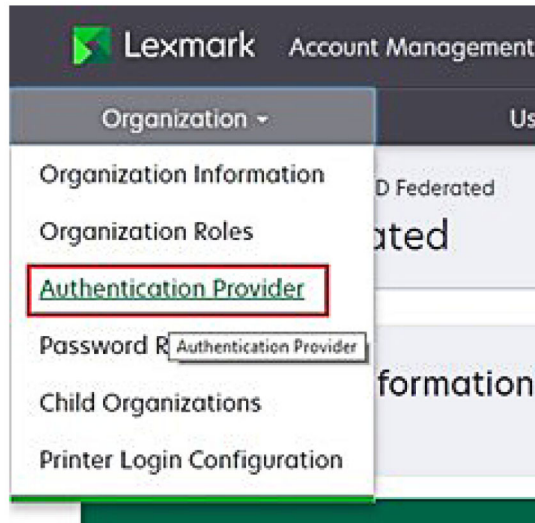 Lexmark Account Management
Organization
Us
Organization Information
D Federated
Organization Roles
ated
Authentication Provider
Password R
Authentication Provider
formation
Child Organizations
Printer Login Configuration